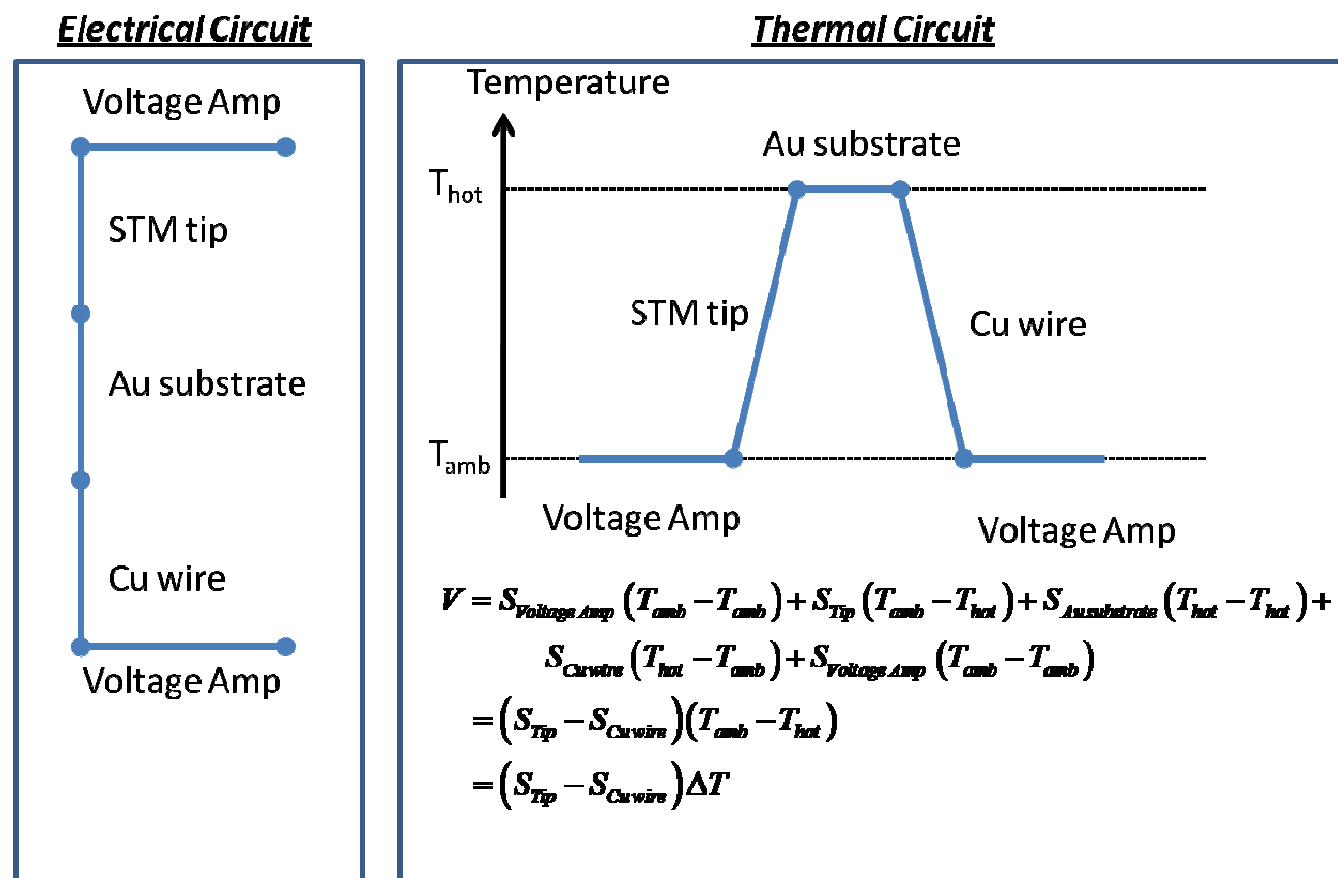 Electrical Circuit
Voltage Amp
STM tip
Au substrate
Cu wire
Voltage Amp
Thermal Circuit
Temperature
Au substrate
T_hot
STM tip
Cu wire
T_amb
Voltage Amp
Voltage Amp
V = S_Voltage Amp (T_amb − T_amb) + S_Tip (T_amb − T_hot) + S_Au substrate (T_hot − T_hot) +
S_Cu wire (T_hot − T_amb) + S_Voltage Amp (T_amb − T_amb)
= (S_Tip − S_Cu wire)(T_amb − T_hot)
= (S_Tip − S_Cu wire)ΔT